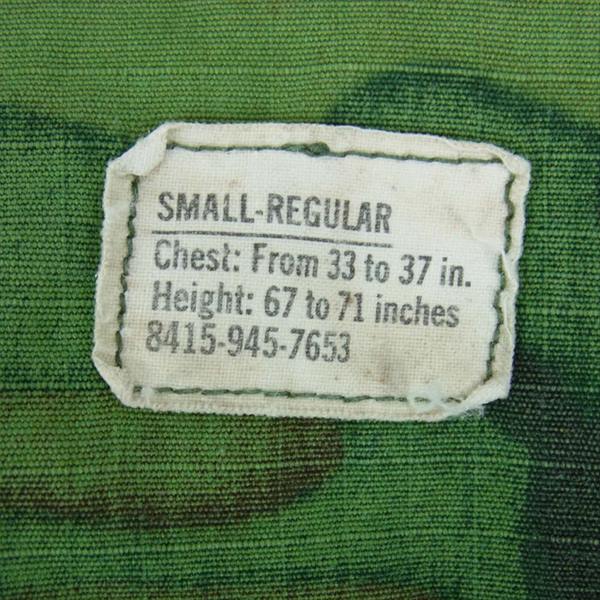 SMALL-REGULAR
Chest: From 33 to 37 in.
Height: 67 to 71 inches
8415-945-7653